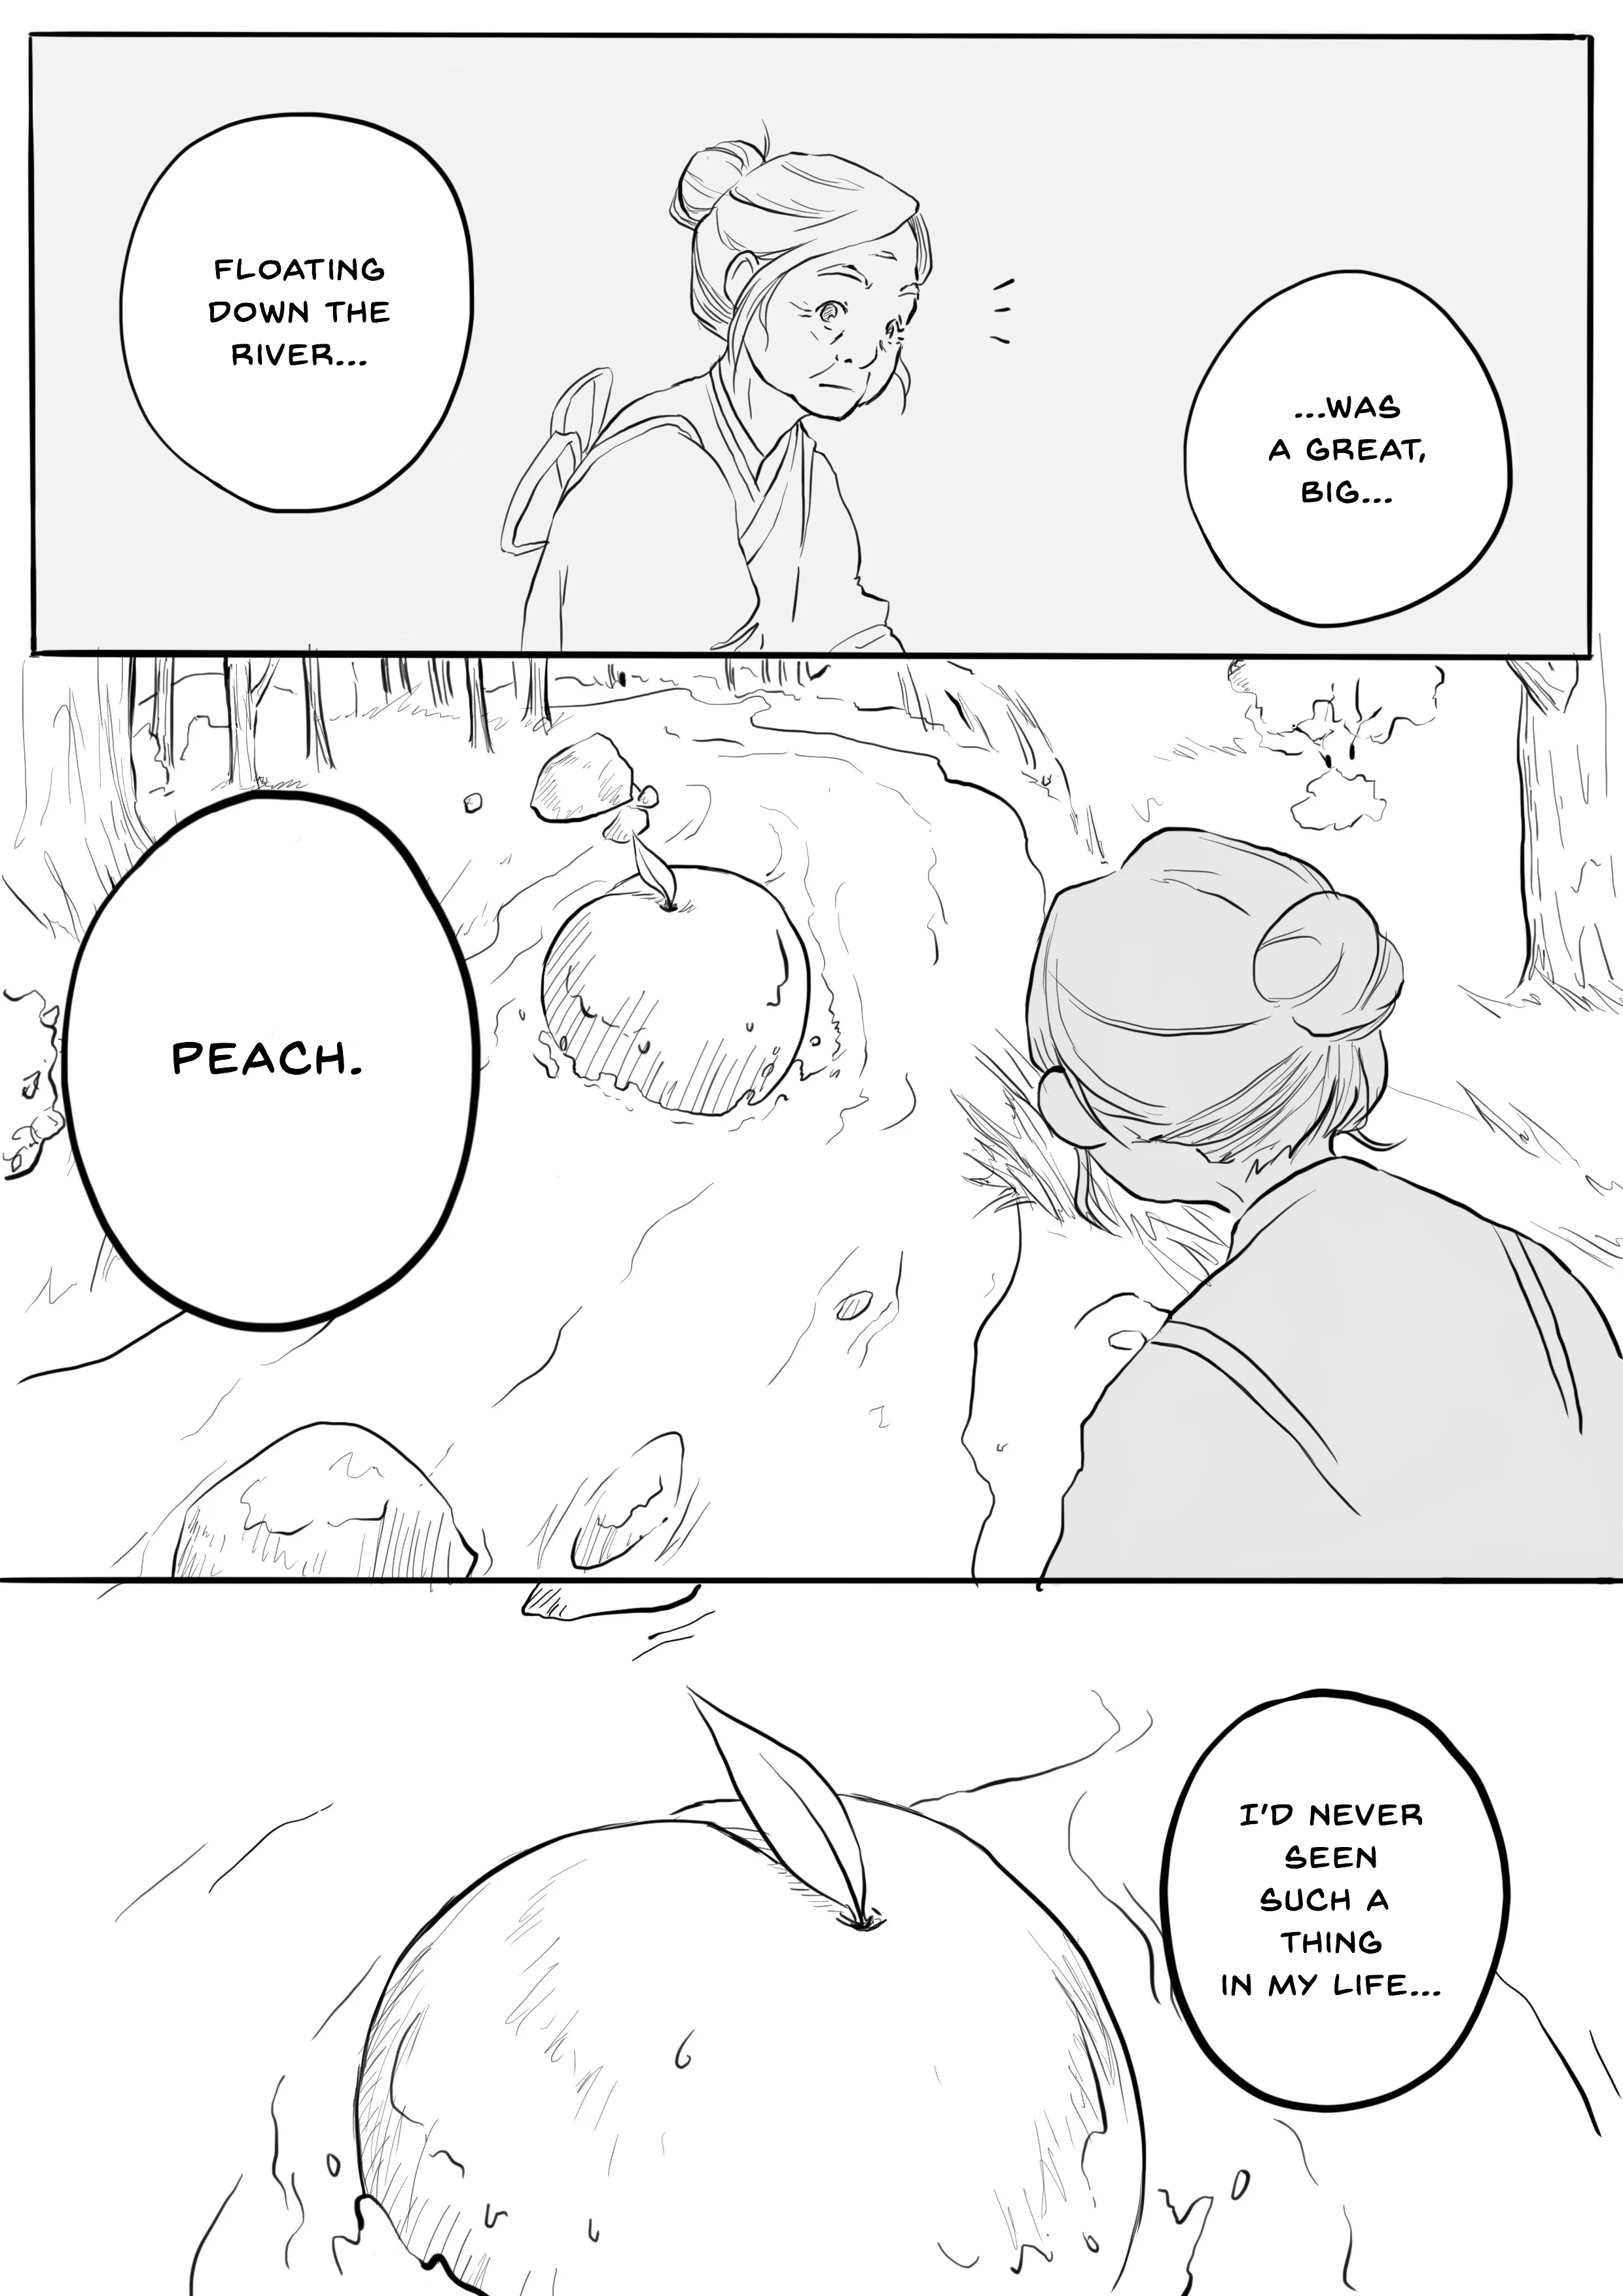 FLOATING
DOWN THE
RIVER...
...WAS
A GREAT,
BIG...
PEACH.
I'D NEVER
SEEN
SUCH A
THING
IN MY LIFE...